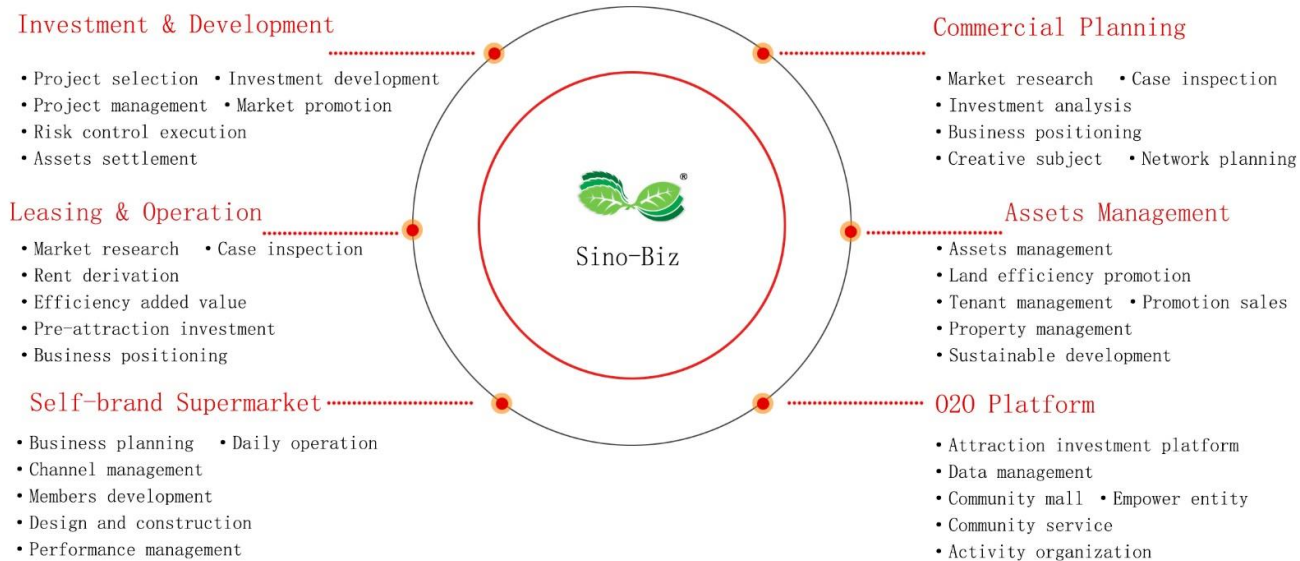 Investment & Development
• Project selection • Investment development
• Project management • Market promotion
• Risk control execution
• Assets settlement
Leasing & Operation
• Market research • Case inspection
• Rent derivation
• Efficiency added value
• Pre-attraction investment
• Business positioning
Self-brand Supermarket
• Business planning • Daily operation
• Channel management
• Members development
• Design and construction
• Performance management
®
Sino-Biz
Commercial Planning
• Market research • Case inspection
• Investment analysis
• Business positioning
• Creative subject • Network planning
Assets Management
• Assets management
• Land efficiency promotion
• Tenant management • Promotion sales
• Property management
• Sustainable development
O2O Platform
• Attraction investment platform
• Data management
• Community mall • Empower entity
• Community service
• Activity organization